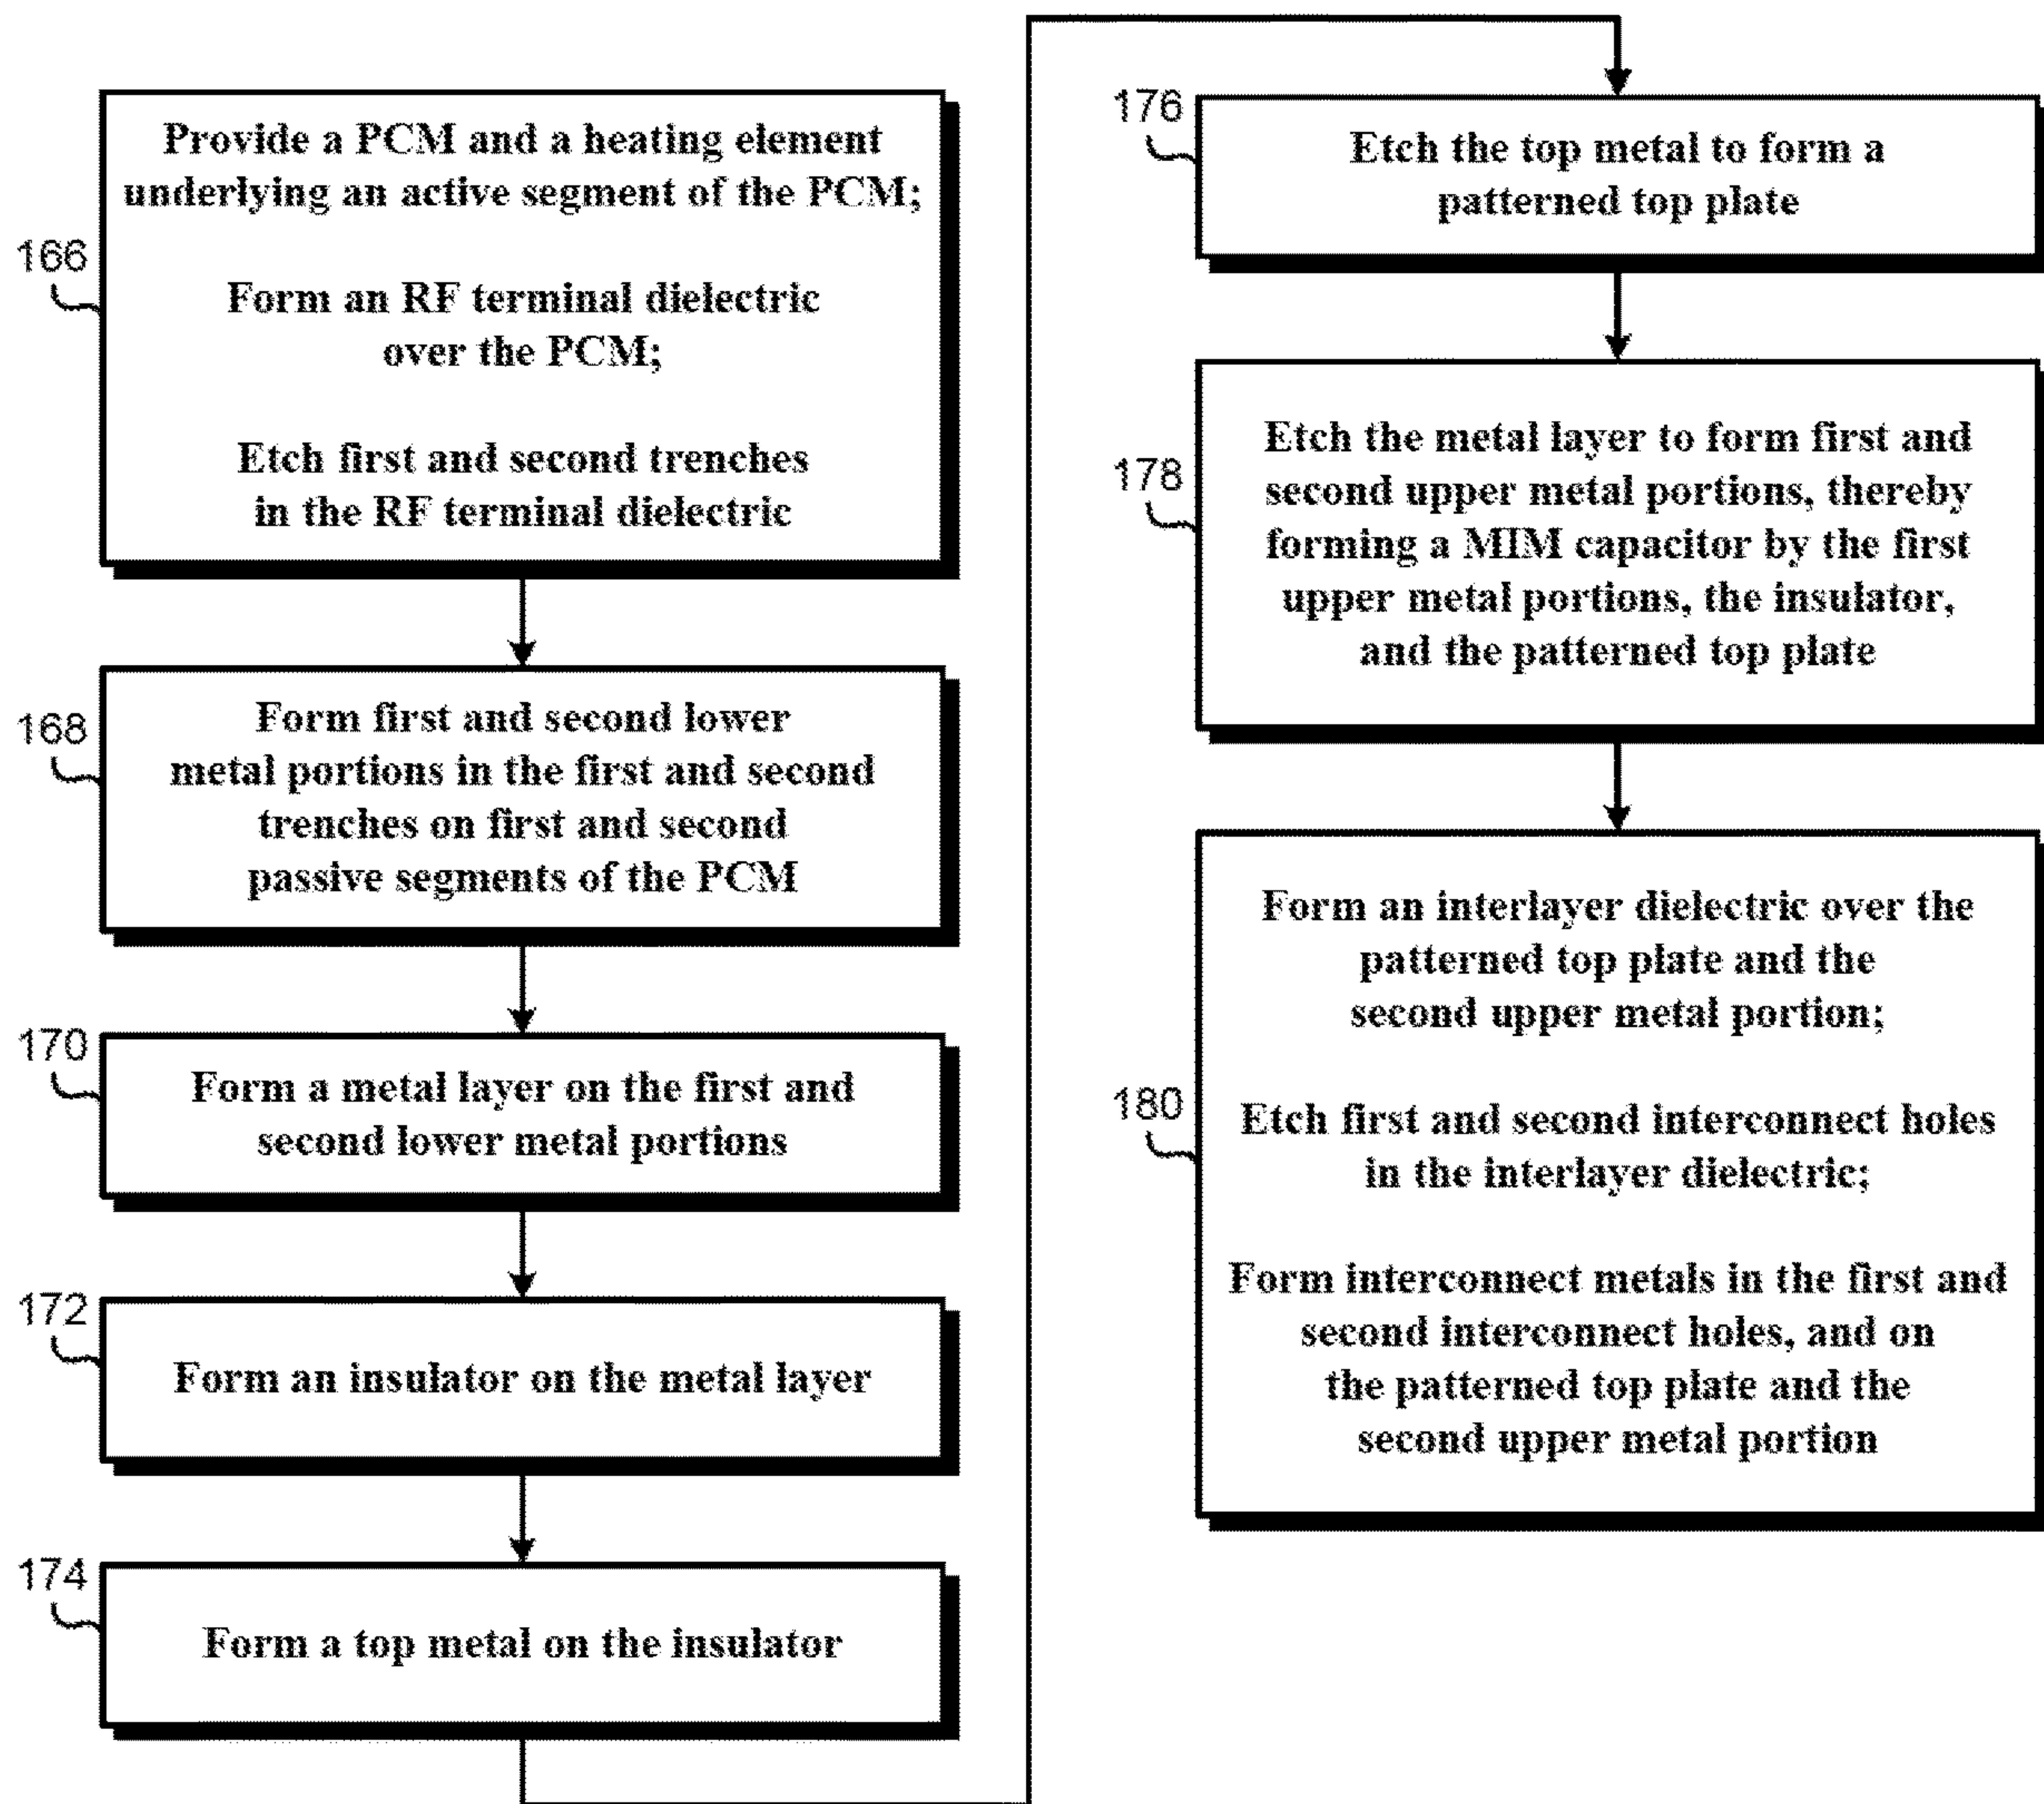 166
Provide a PCM and a heating element
underlying an active segment of the PCM;
Form an RF terminal dielectric
over the PCM;
Etch first and second trenches
in the RF terminal dielectric
168
Form first and second lower
metal portions in the first and second
trenches on first and second
passive segments of the PCM
170
Form a metal layer on the first and
second lower metal portions
172
Form an insulator on the metal layer
174
Form a top metal on the insulator
176
Etch the top metal to form a
patterned top plate
178
Etch the metal layer to form first and
second upper metal portions, thereby
forming a MIM capacitor by the first
upper metal portions, the insulator,
and the patterned top plate
180
Form an interlayer dielectric over the
patterned top plate and the
second upper metal portion;
Etch first and second interconnect holes
in the interlayer dielectric;
Form interconnect metals in the first and
second interconnect holes, and on
the patterned top plate and the
second upper metal portion